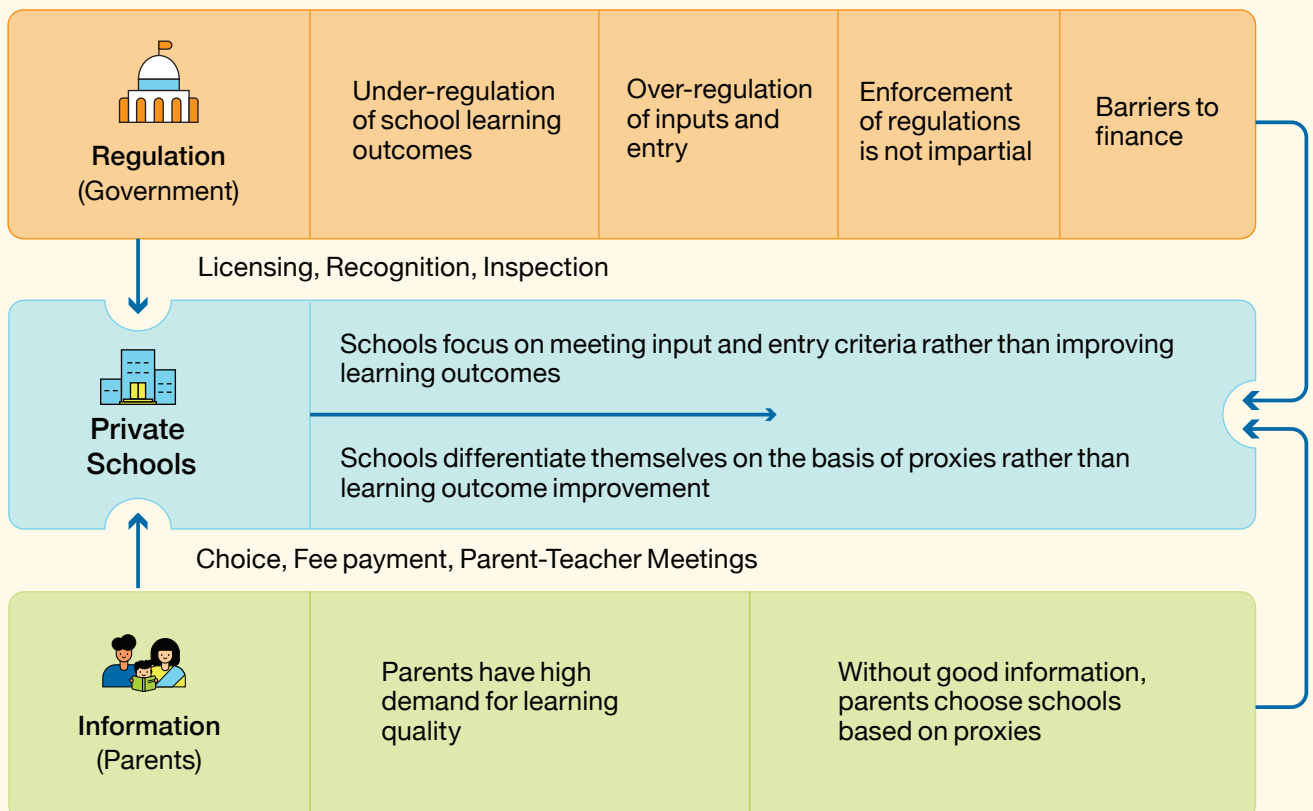 Regulation
(Government)
Under-regulation
of school learning
outcomes
Over-regulation
of inputs and
entry
Enforcement
of regulations
is not impartial
Barriers to
finance
Licensing, Recognition, Inspection
Private
Schools
Schools focus on meeting input and entry criteria rather than improving
learning outcomes
Schools differentiate themselves on the basis of proxies rather than
learning outcome improvement
Choice, Fee payment, Parent-Teacher Meetings
Information
(Parents)
Parents have high
demand for learning
quality
Without good information,
parents choose schools
based on proxies